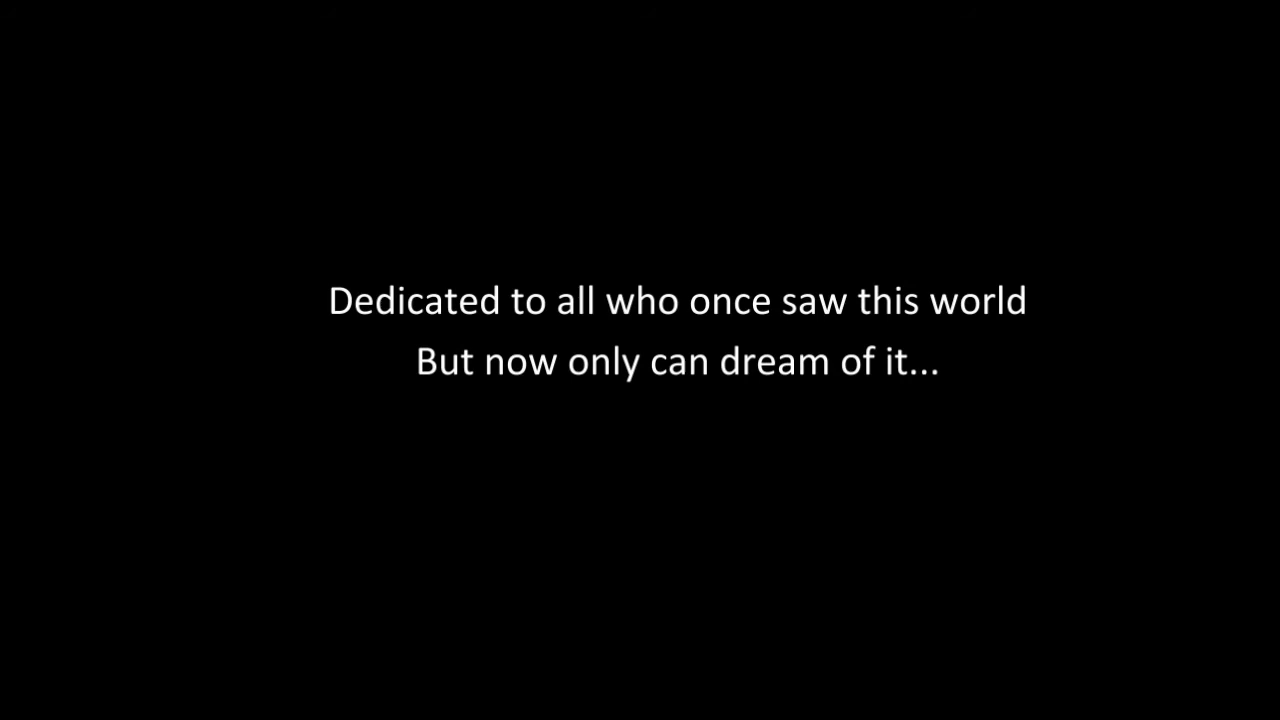 Dedicated to all who once saw this world
But now only can dream of it...